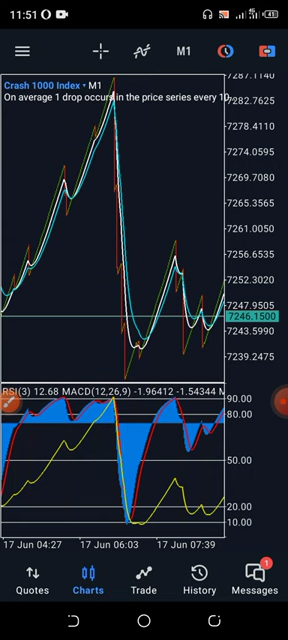 11:51
4G
41
M1
7287.1140
Crash 1000 Index • M1
On average 1 drop occurs in the price series every 10
7282.7625
7278.4110
7274.0595
7269.7080
7265.3565
7261.0050
7256.6535
7252.3020
7247.9505
7246.1500
7243.5990
7239.2475
RSI(3) 12.68 MACD(12,26,9) -1.96412 -1.54344 M
90.00
80.00
50.00
20.00
10.00
17 Jun 04:27
17 Jun 06:03
17 Jun 07:39
1
Quotes
Charts
Trade
History
Messages